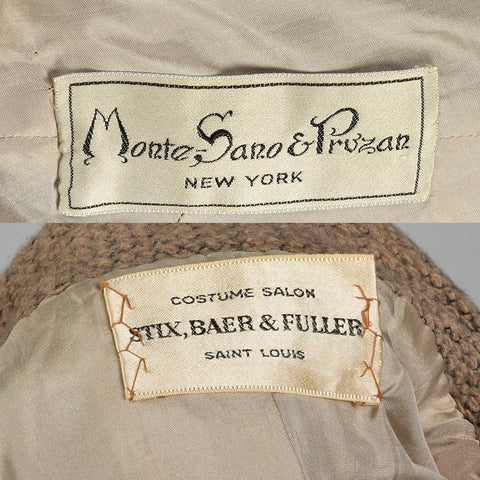 Monte-Sano & Pruzan
NEW YORK
COSTUME SALON
STIX, BAER & FULLER
SAINT LOUIS